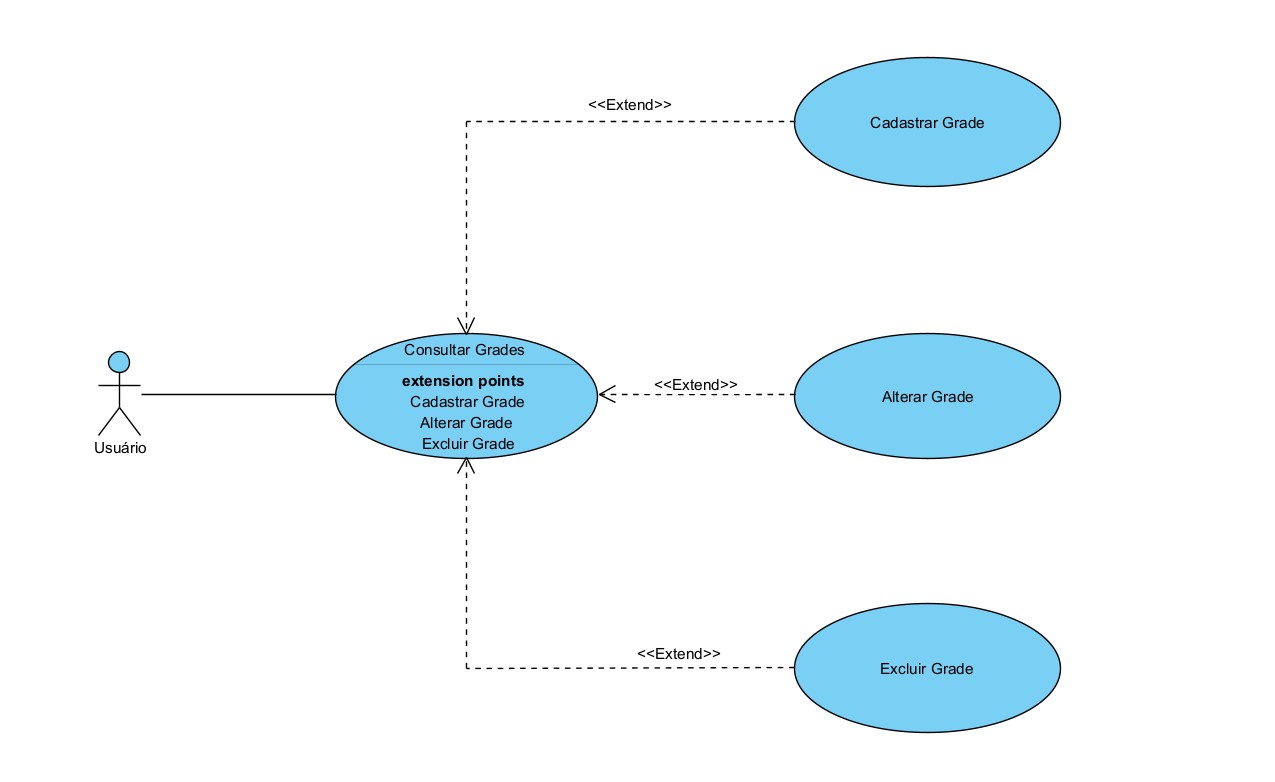 <<Extend>>
Cadastrar Grade
Consultar Grades
extension points
Cadastrar Grade
Alterar Grade
Excluir Grade
<<Extend>>
Alterar Grade
Usuário
<<Extend>>
Excluir Grade